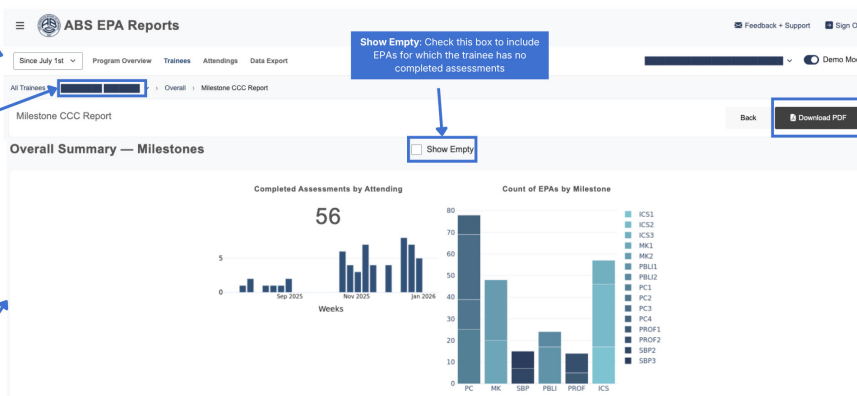 ABS EPA Reports
Feedback + Support
Sign O
Show Empty: Check this box to include
EPAs for which the trainee has no
completed assessments
Since July 1st
Program Overview
Trainees
Attendings
Data Export
Demo Mod
All Trainees
› Overall › Milestone CCC Report
Milestone CCC Report
Back
Download PDF
Overall Summary — Milestones
Show Empty
Completed Assessments by Attending
56
5
0
Sep 2025
Nov 2025
Jan 2026
Weeks
Count of EPAs by Milestone
80
70
60
50
40
30
20
10
0
PC
MK
SBP
PBLI
PROF
ICS
ICS1
ICS2
ICS3
MK1
MK2
PBLI1
PBLI2
PC1
PC2
PC3
PC4
PROF1
PROF2
SBP2
SBP3